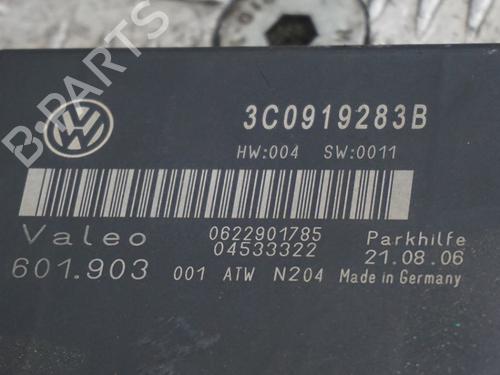 B-PARTS
3C0919283B
HW:004 SW:0011
Valeo
0622901785
04533322
Parkhilfe
601.903
001 ATW N204
21.08.06
Made in Germany